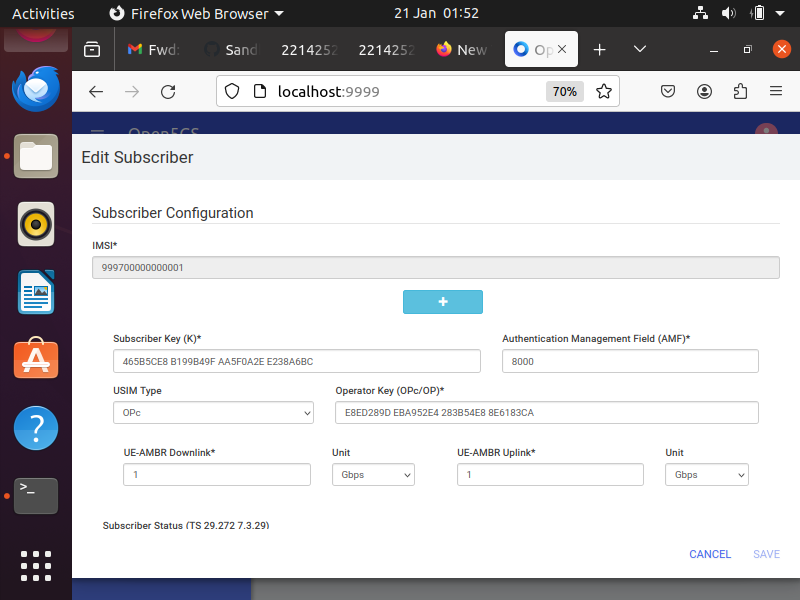 Activities Firefox Web Browser 21 Jan 01:52
Fwd: Sand 2214252 2214252 New Op
localhost:9999 70%
Open5GS
Edit Subscriber
Subscriber Configuration
IMSI*
999700000000001
+
Subscriber Key (K)* Authentication Management Field (AMF)*
465B5CE8 B199B49F AA5F0A2E E238A6BC 8000
USIM Type Operator Key (OPc/OP)*
OPc E8ED289D EBA952E4 283B54E8 8E6183CA
UE-AMBR Downlink* Unit UE-AMBR Uplink* Unit
1 Gbps 1 Gbps
Subscriber Status (TS 29.272 7.3.29)
CANCEL SAVE